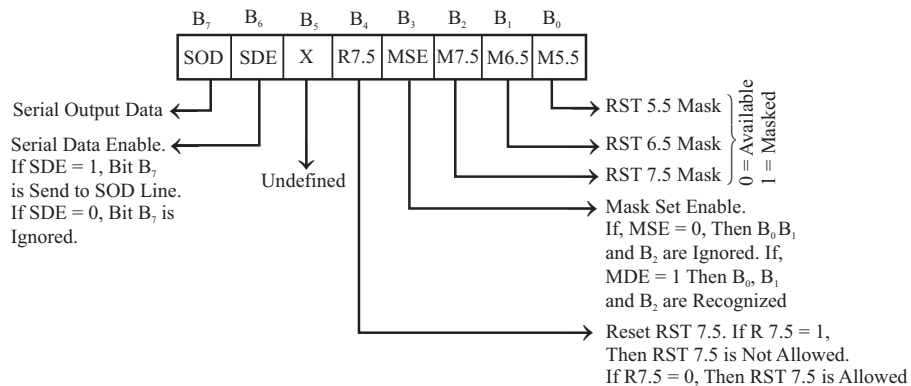 B₇ B₆ B₅ B₄ B₃ B₂ B₁ B₀
SOD SDE X R7.5 MSE M7.5 M6.5 M5.5
Serial Output Data
Serial Data Enable.
If SDE = 1, Bit B₇
is Send to SOD Line.
If SDE = 0, Bit B₇ is
Ignored.
Undefined
RST 5.5 Mask
RST 6.5 Mask
RST 7.5 Mask
0 = Available
1 = Masked
Mask Set Enable.
If, MSE = 0, Then B₀ B₁
and B₂ are Ignored. If,
MDE = 1 Then B₀, B₁
and B₂ are Recognized
Reset RST 7.5. If R 7.5 = 1,
Then RST 7.5 is Not Allowed.
If R7.5 = 0, Then RST 7.5 is Allowed